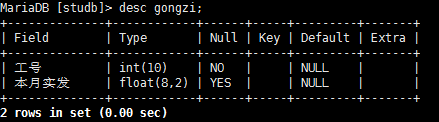 MariaDB [studb]> desc gongzi;
+----------+------------+------+-----+---------+-------+
| Field | Type | Null | Key | Default | Extra |
+----------+------------+------+-----+---------+-------+
| 工号 | int(10) | NO | | NULL | |
| 本月实发 | float(8,2) | YES | | NULL | |
+----------+------------+------+-----+---------+-------+
2 rows in set (0.00 sec)